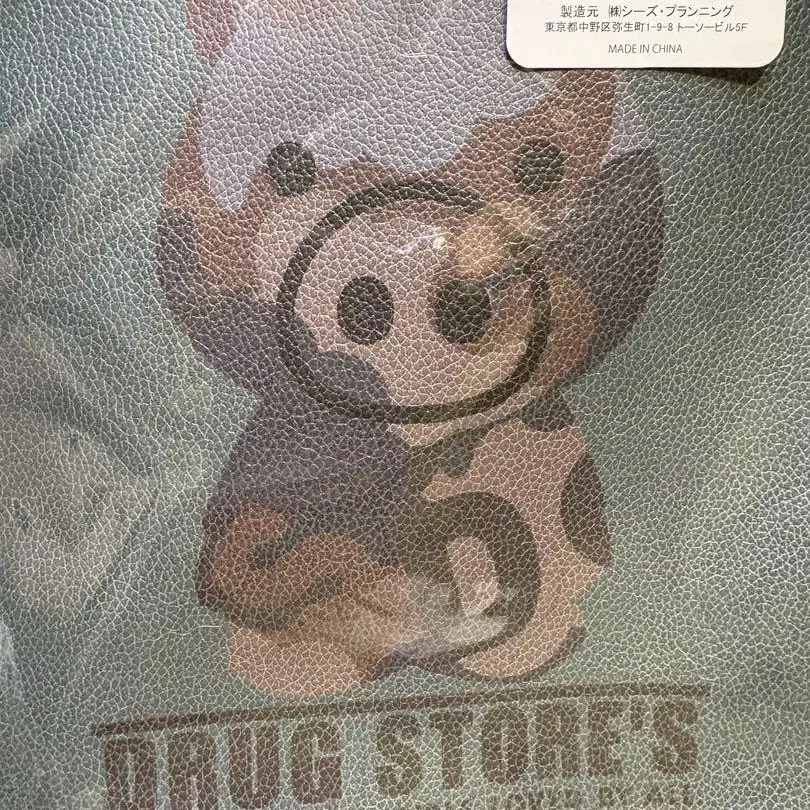 製造元 ㈱シーズ・プランニング
東京都中野区弥生町1-9-8 トーソービル5F
MADE IN CHINA
DRUG STORE'S